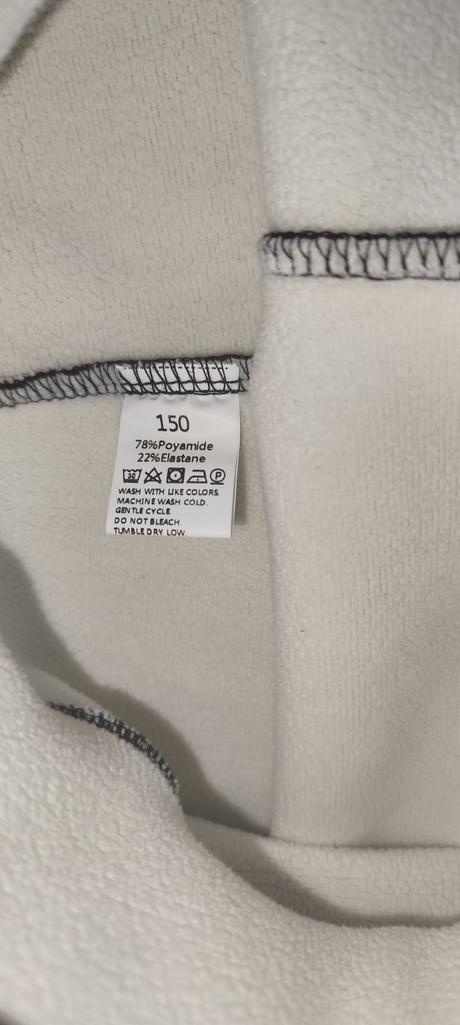 150
78%Poyamide
22%Elastane
30 P
WASH WITH LIKE COLORS.
MACHINE WASH COLD.
GENTLE CYCLE
DO NOT BLEACH
TUMBLE DRY LOW